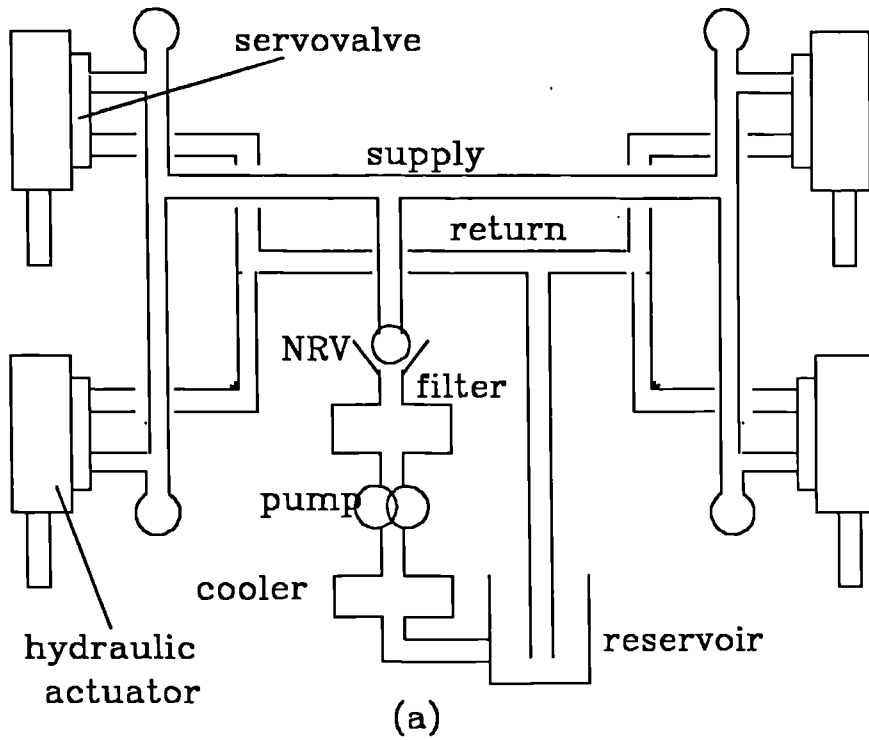 servovalve
supply
return
NRV
filter
pump
cooler
reservoir
hydraulic
actuator
(a)